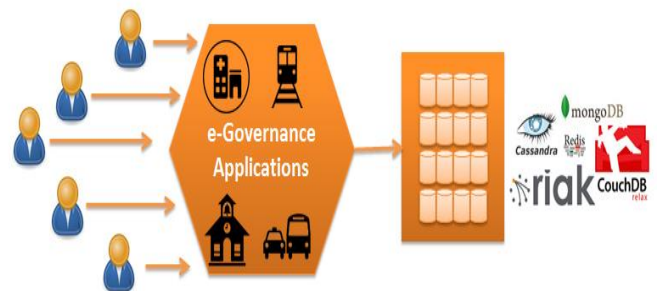 e-Governance
Applications
mongoDB
Cassandra
Redis
riak
CouchDB
relax